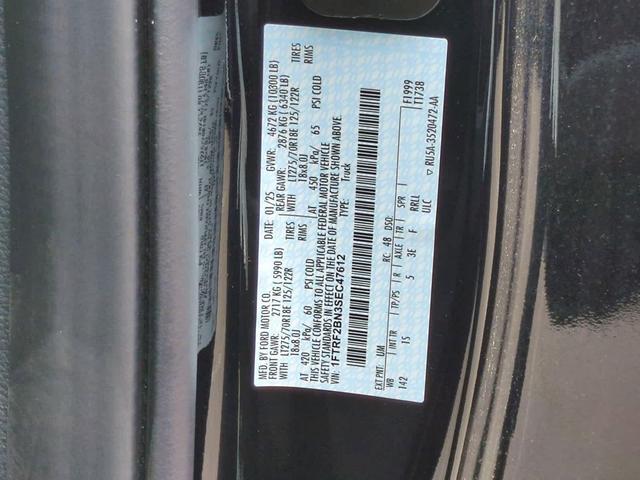 MFD. BY FORD MOTOR CO. DATE: 01/25 GVWR: 4672 KG (10300 LB)
FRONT GAWR: 2717 KG (5990 LB) REAR GAWR: 2876 KG (6340 LB)
WITH LT275/70R18E 125/122R TIRES WITH LT275/70R18E 125/122R TIRES
18x8.0J RIMS 18x8.0J RIMS
AT 420 kPa/ 60 PSI COLD AT 450 kPa/ 65 PSI COLD
THIS VEHICLE CONFORMS TO ALL APPLICABLE FEDERAL MOTOR VEHICLE
SAFETY STANDARDS IN EFFECT ON THE DATE OF MANUFACTURE SHOWN ABOVE.
VIN: 1FTRF2BN3SEC47612 TYPE: Truck
F1999
T1738
EXT PNT: UM RC: 48 DSO:
WB INT TR TP/PS R AXLE TR SPR
142 TS 5 3E F RRLL
ULC
▽ RU5A-3520472-AA